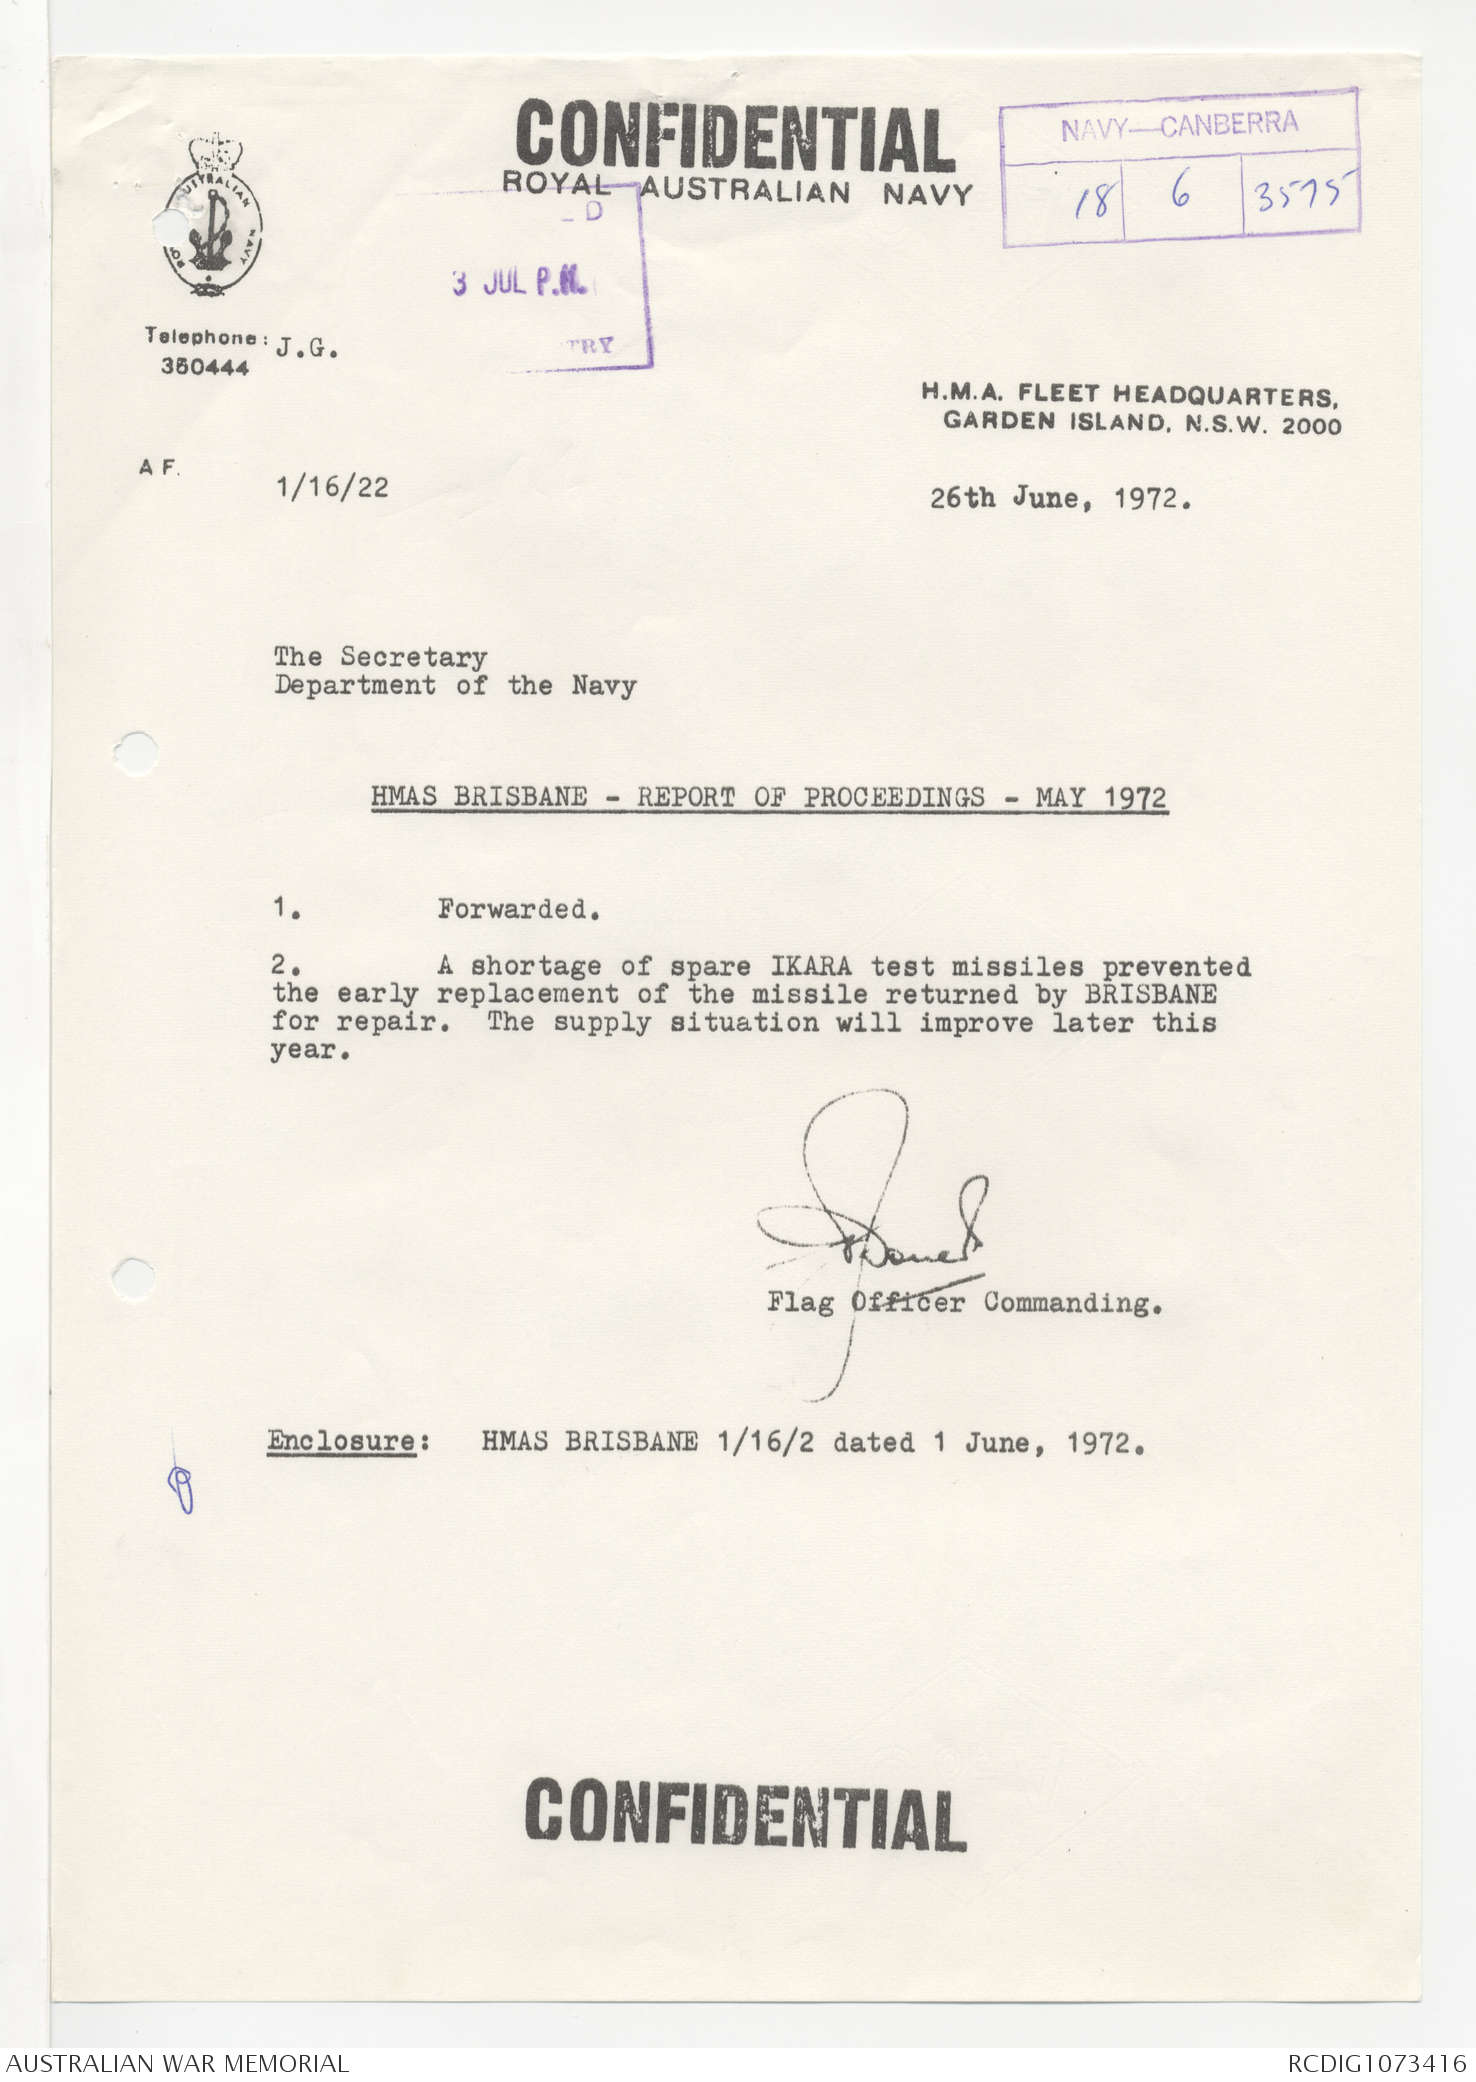 CONFIDENTIAL
ROYAL AUSTRALIAN NAVY
NAVY—CANBERRA
18 6 3575
D
3 JUL P.M.
TRY
AUSTRALIAN NAVY
Telephone: J.G.
350444
H.M.A. FLEET HEADQUARTERS,
GARDEN ISLAND, N.S.W. 2000
A F. 1/16/22
26th June, 1972.
The Secretary
Department of the Navy
HMAS BRISBANE - REPORT OF PROCEEDINGS - MAY 1972
1. Forwarded.
2. A shortage of spare IKARA test missiles prevented
the early replacement of the missile returned by BRISBANE
for repair. The supply situation will improve later this
year.
Flag Officer Commanding.
Enclosure: HMAS BRISBANE 1/16/2 dated 1 June, 1972.
CONFIDENTIAL
AUSTRALIAN WAR MEMORIAL
RCDIG1073416